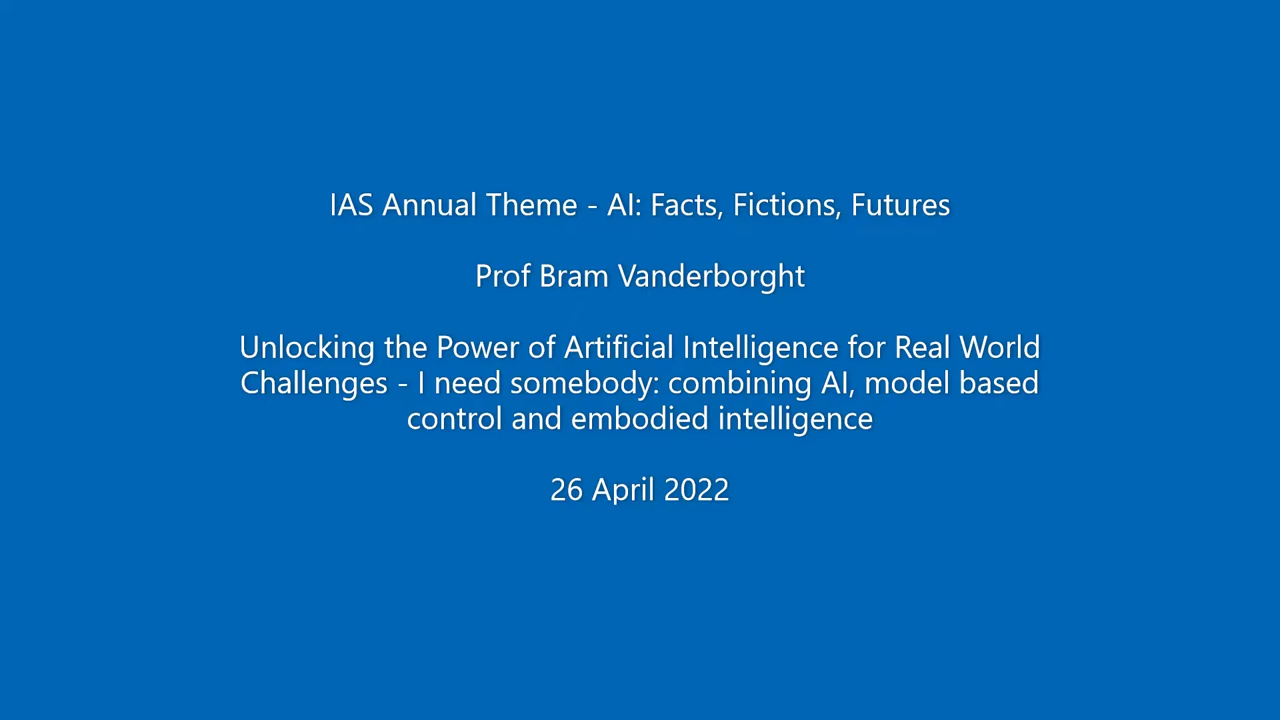 IAS Annual Theme - AI: Facts, Fictions, Futures
Prof Bram Vanderborght
Unlocking the Power of Artificial Intelligence for Real World
Challenges - I need somebody: combining AI, model based
control and embodied intelligence
26 April 2022